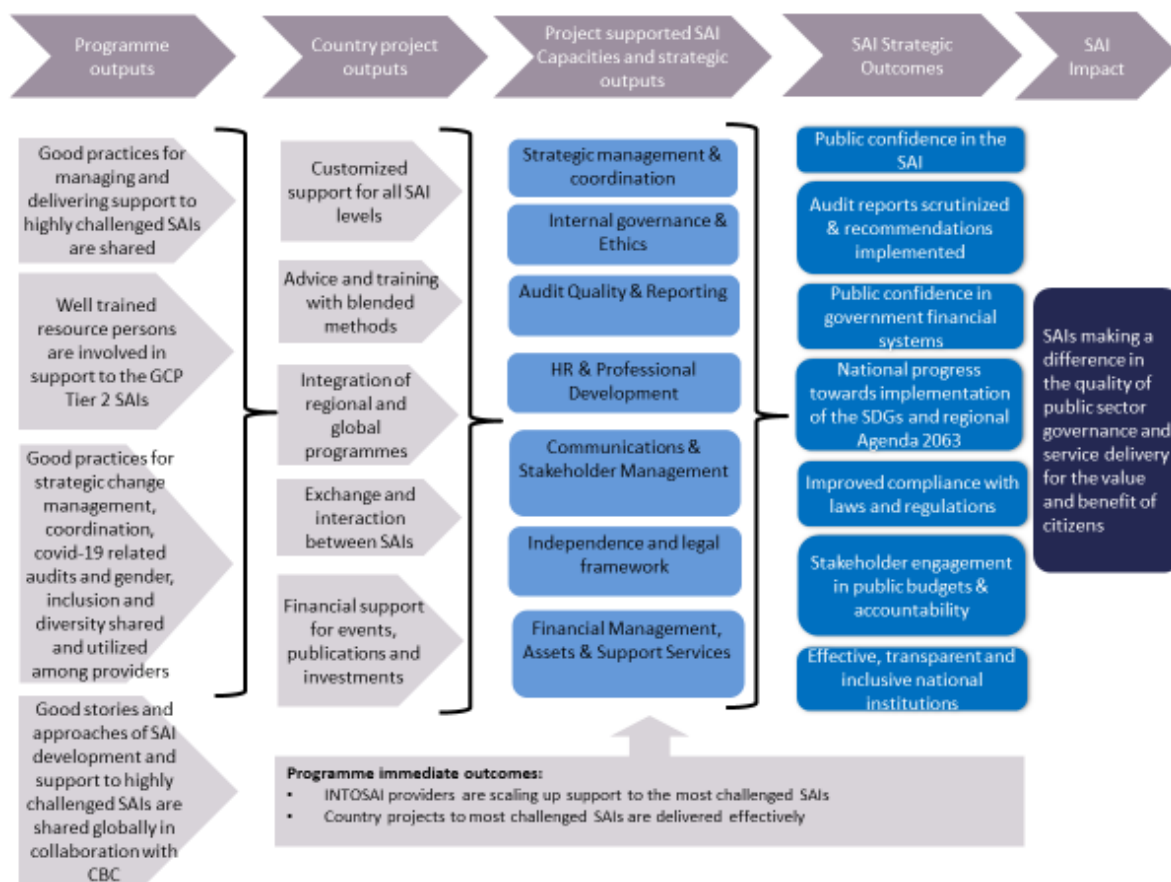 Programme
outputs
Country project
outputs
Project supported SAI
Capacities and strategic
outputs
SAI Strategic
Outcomes
SAI
Impact
Good practices for
managing and
delivering support to
highly challenged SAIs
are shared
Well trained
resource persons
are involved in
support to the GCP
Tier 2 SAIs
Good practices for
strategic change
management,
coordination,
covid-19 related
audits and gender,
inclusion and
diversity shared
and utilized
among providers
Good stories and
approaches of SAI
development and
support to highly
challenged SAIs are
shared globally in
collaboration with
CBC
Customized
support for all SAI
levels
Advice and training
with blended
methods
Integration of
regional and
global
programmes
Exchange and
interaction
between SAIs
Financial support
for events,
publications and
investments
Strategic management &
coordination
Internal governance &
Ethics
Audit Quality & Reporting
HR & Professional
Development
Communications &
Stakeholder Management
Independence and legal
framework
Financial Management,
Assets & Support Services
Public confidence in the
SAI
Audit reports scrutinized
& recommendations
implemented
Public confidence in
government financial
systems
National progress
towards implementation
of the SDGs and regional
Agenda 2063
Improved compliance with
laws and regulations
Stakeholder engagement
in public budgets &
accountability
Effective, transparent and
inclusive national
institutions
SAIs making a
difference in
the quality of
public sector
governance and
service delivery
for the value
and benefit of
citizens
Programme immediate outcomes:
• INTOSAI providers are scaling up support to the most challenged SAIs
• Country projects to most challenged SAIs are delivered effectively